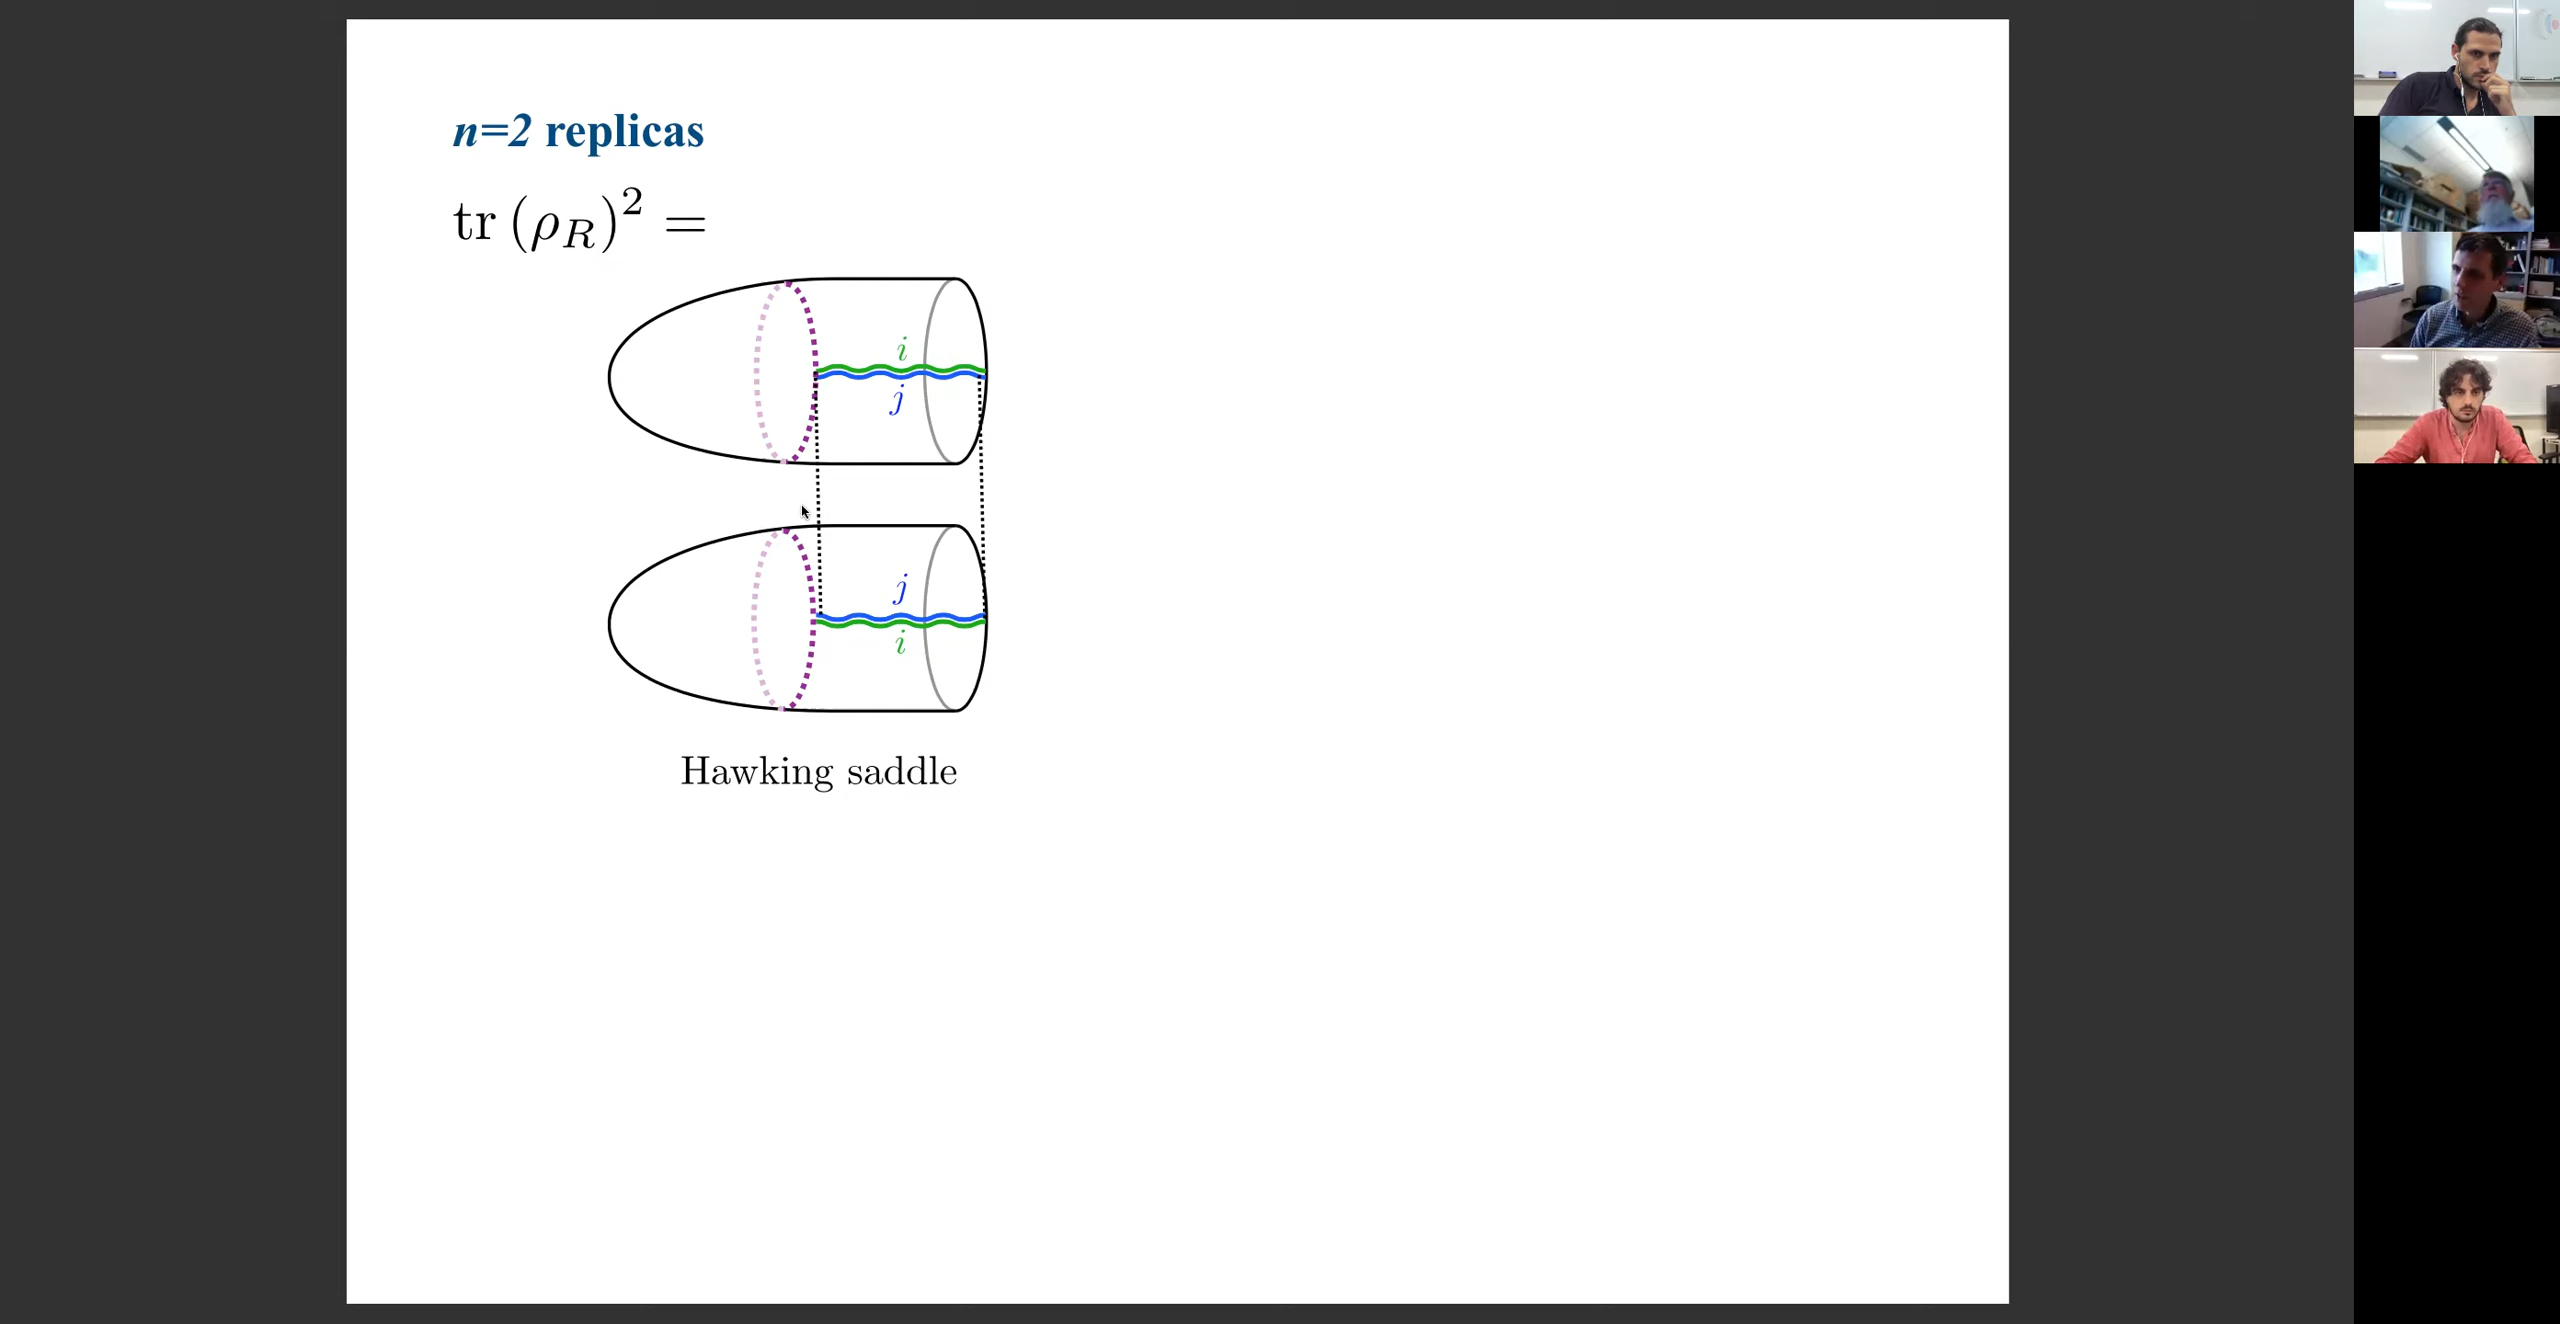 n=2 replicas
tr (ρ_R)^2 =
i
j
j
i
Hawking saddle